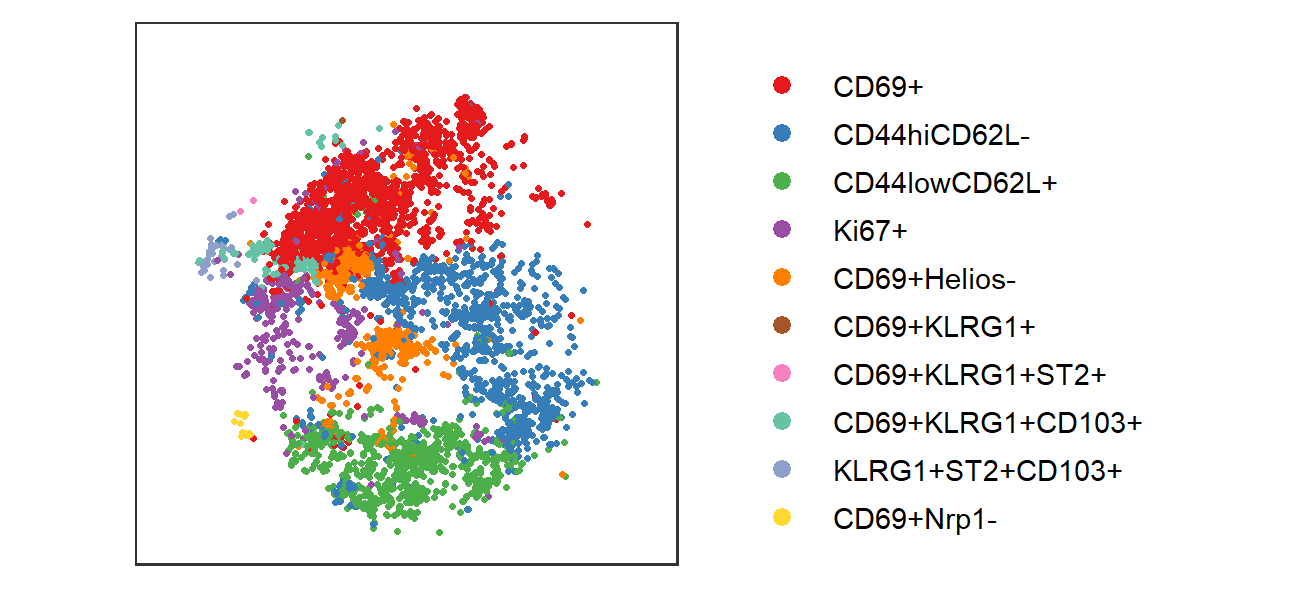 CD69+
CD44hiCD62L-
CD44lowCD62L+
Ki67+
CD69+Helios-
CD69+KLRG1+
CD69+KLRG1+ST2+
CD69+KLRG1+CD103+
KLRG1+ST2+CD103+
CD69+Nrp1-